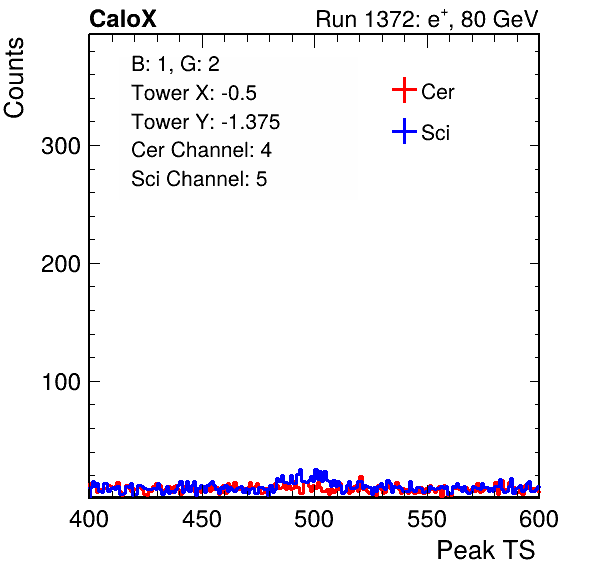 CaloX Run 1372: e⁺, 80 GeV
Counts
B: 1, G: 2
Tower X: -0.5
Tower Y: -1.375
Cer Channel: 4
Sci Channel: 5
Cer
Sci
300
200
100
400 450 500 550 600
Peak TS